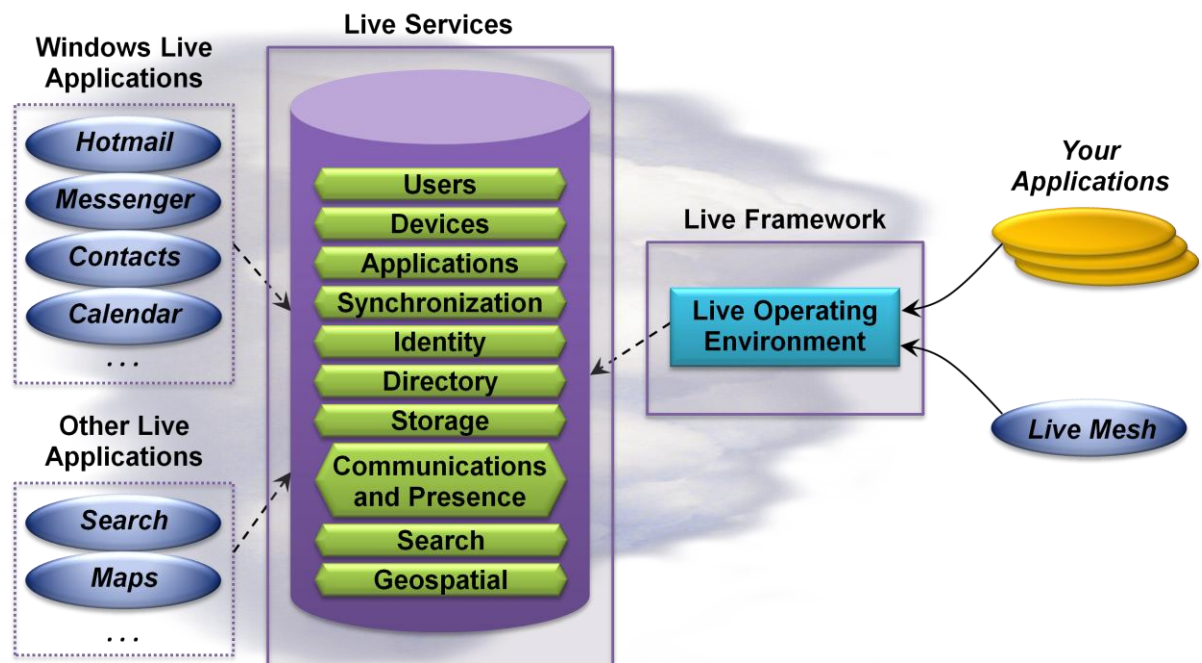 Windows Live
Applications
Hotmail
Messenger
Contacts
Calendar
. . .
Other Live
Applications
Search
Maps
. . .
Live Services
Users
Devices
Applications
Synchronization
Identity
Directory
Storage
Communications
and Presence
Search
Geospatial
Live Framework
Live Operating
Environment
Your
Applications
Live Mesh